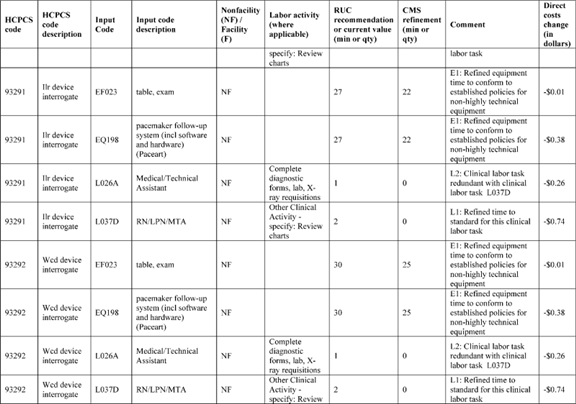 HCPCS code | HCPCS code description | Input Code | Input code description | Nonfacility (NF) / Facility (F) | Labor activity (where applicable) | RUC recommendation or current value (min or qty) | CMS refinement (min or qty) | Comment | Direct costs change (in dollars)
specify: Review charts | labor task
93291 | Ilr device interrogate | EF023 | table, exam | NF | 27 | 22 | E1: Refined equipment time to conform to established policies for non-highly technical equipment | -$0.01
93291 | Ilr device interrogate | EQ198 | pacemaker follow-up system (incl software and hardware) (Paceart) | NF | 27 | 22 | E1: Refined equipment time to conform to established policies for non-highly technical equipment | -$0.38
93291 | Ilr device interrogate | L026A | Medical/Technical Assistant | NF | Complete diagnostic forms, lab, X-ray requisitions | 1 | 0 | L2: Clinical labor task redundant with clinical labor task L037D | -$0.26
93291 | Ilr device interrogate | L037D | RN/LPN/MTA | NF | Other Clinical Activity - specify: Review charts | 2 | 0 | L1: Refined time to standard for this clinical labor task | -$0.74
93292 | Wcd device interrogate | EF023 | table, exam | NF | 30 | 25 | E1: Refined equipment time to conform to established policies for non-highly technical equipment | -$0.01
93292 | Wcd device interrogate | EQ198 | pacemaker follow-up system (incl software and hardware) (Paceart) | NF | 30 | 25 | E1: Refined equipment time to conform to established policies for non-highly technical equipment | -$0.38
93292 | Wcd device interrogate | L026A | Medical/Technical Assistant | NF | Complete diagnostic forms, lab, X-ray requisitions | 1 | 0 | L2: Clinical labor task redundant with clinical labor task L037D | -$0.26
93292 | Wcd device interrogate | L037D | RN/LPN/MTA | NF | Other Clinical Activity - specify: Review | 2 | 0 | L1: Refined time to standard for this clinical labor task | -$0.74